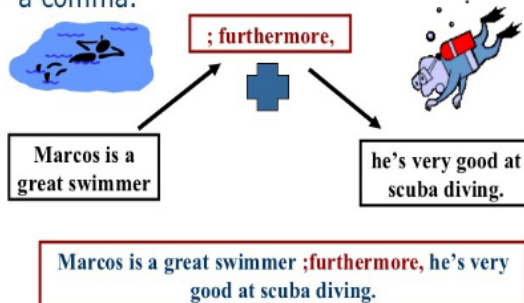 a comma.
; furthermore,
Marcos is a
great swimmer
he's very good at
scuba diving.
Marcos is a great swimmer ;furthermore, he's very
good at scuba diving.